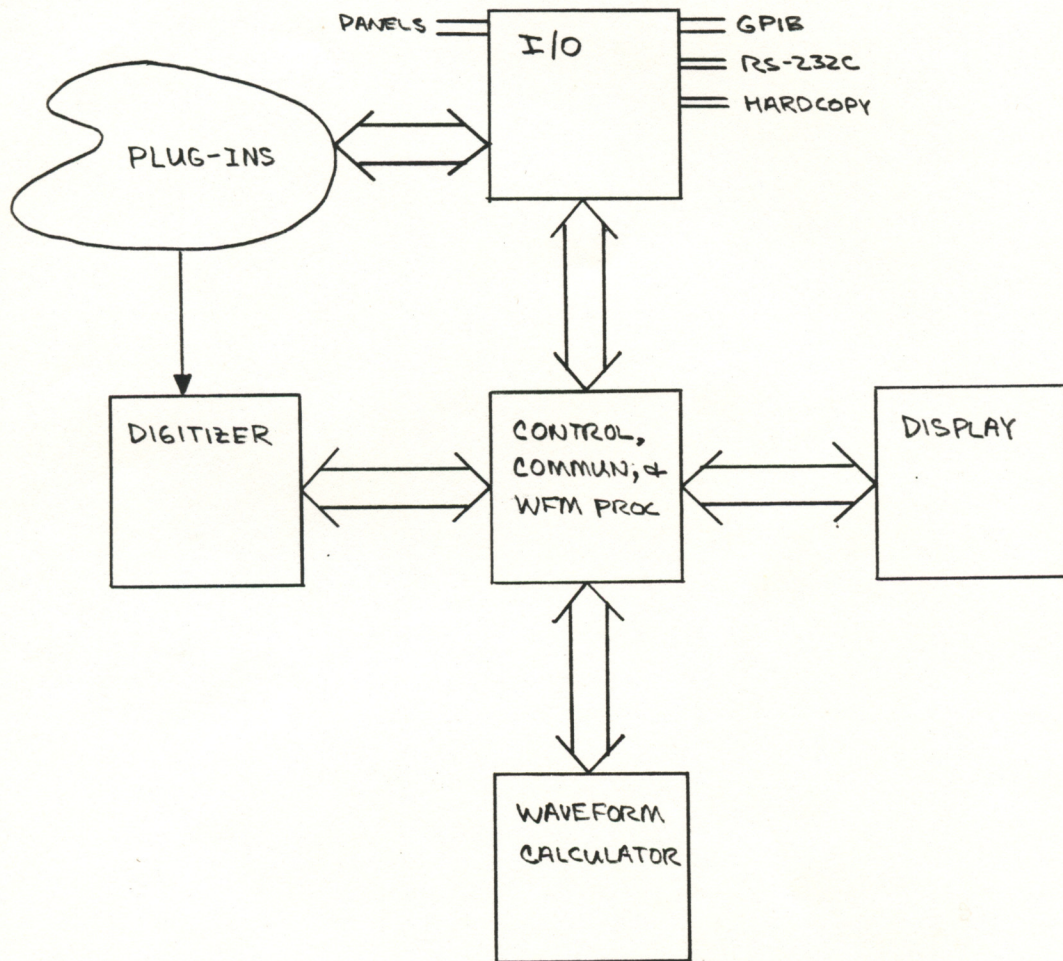 PANELS
I/O
GPIB
RS-232C
HARDCOPY
PLUG-INS
DIGITIZER
CONTROL,
COMMUN, &
WFM PROC
DISPLAY
WAVEFORM
CALCULATOR